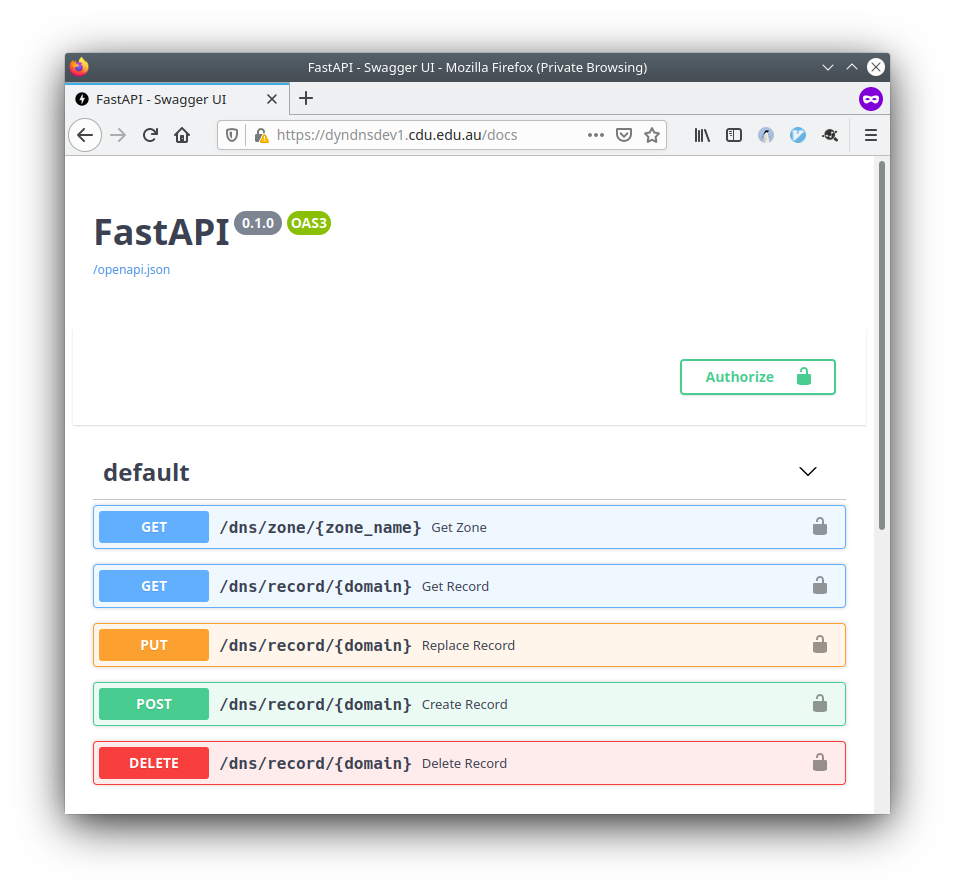 FastAPI - Swagger UI - Mozilla Firefox (Private Browsing)
FastAPI - Swagger UI
https://dyndnsdev1.cdu.edu.au/docs
FastAPI 0.1.0 OAS3
/openapi.json
Authorize
default
GET /dns/zone/{zone_name} Get Zone
GET /dns/record/{domain} Get Record
PUT /dns/record/{domain} Replace Record
POST /dns/record/{domain} Create Record
DELETE /dns/record/{domain} Delete Record